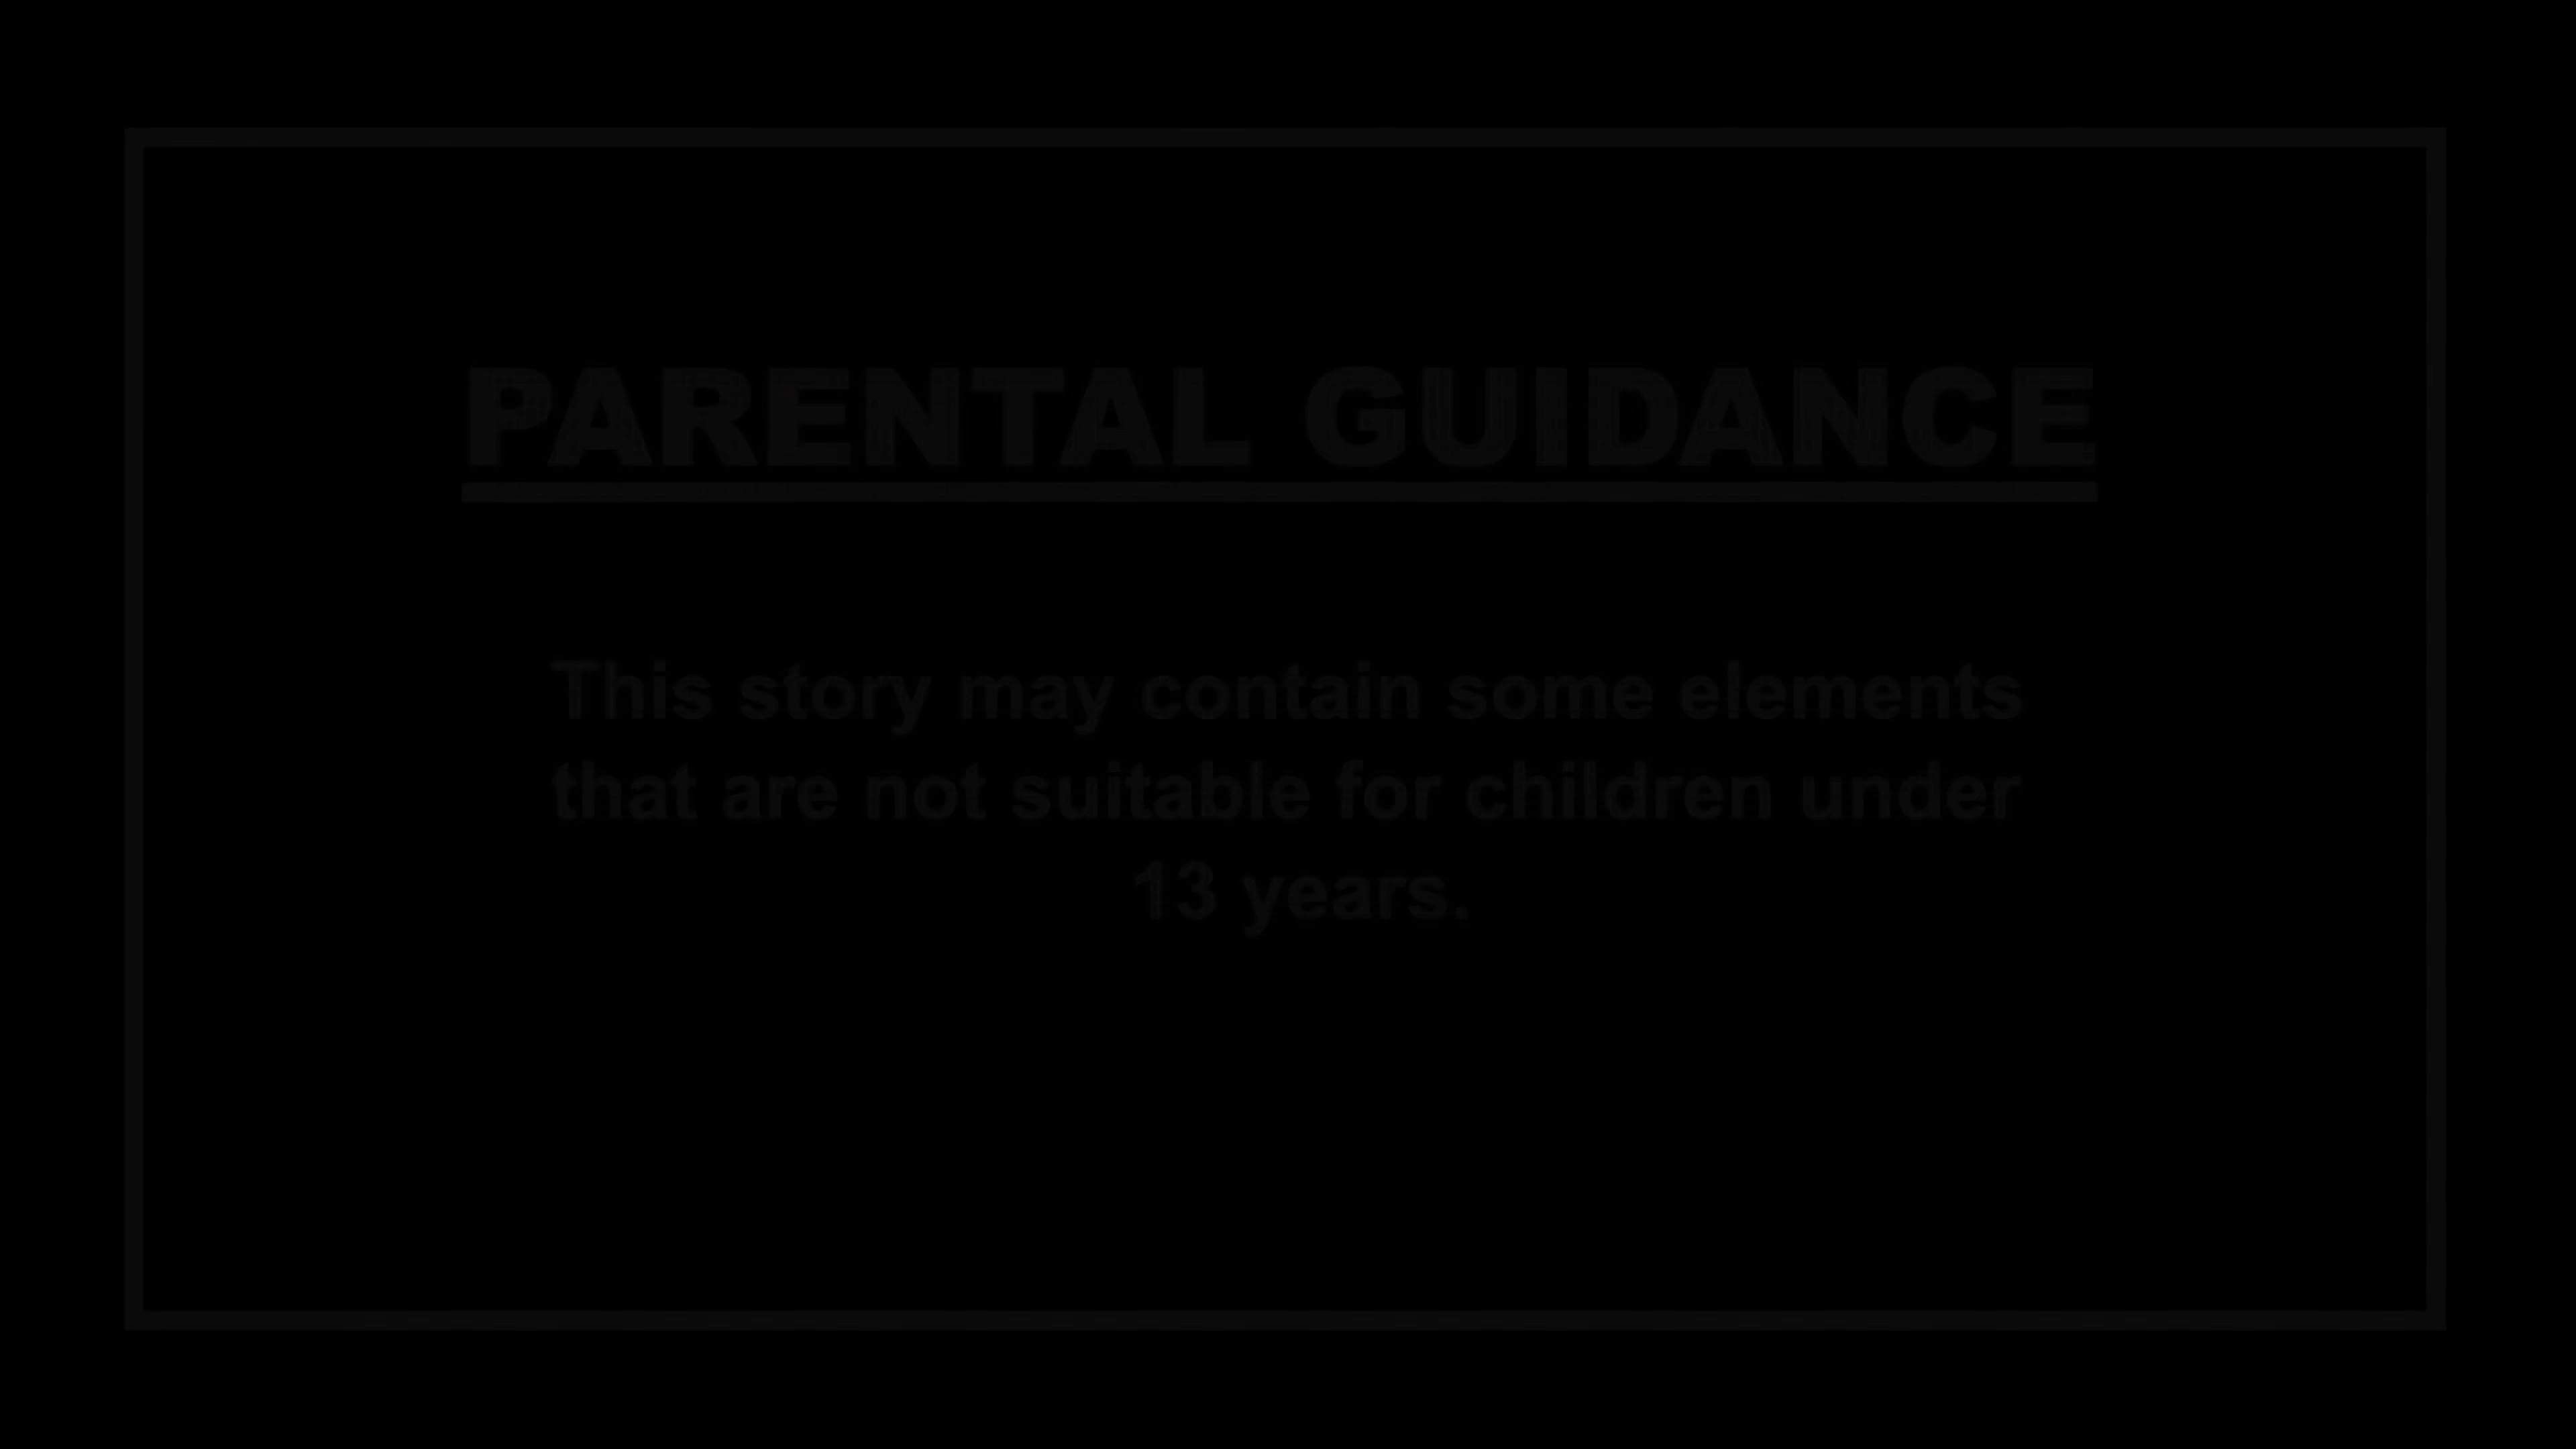 PARENTAL GUIDANCE
This story may contain some elements
that are not suitable for children under
13 years.